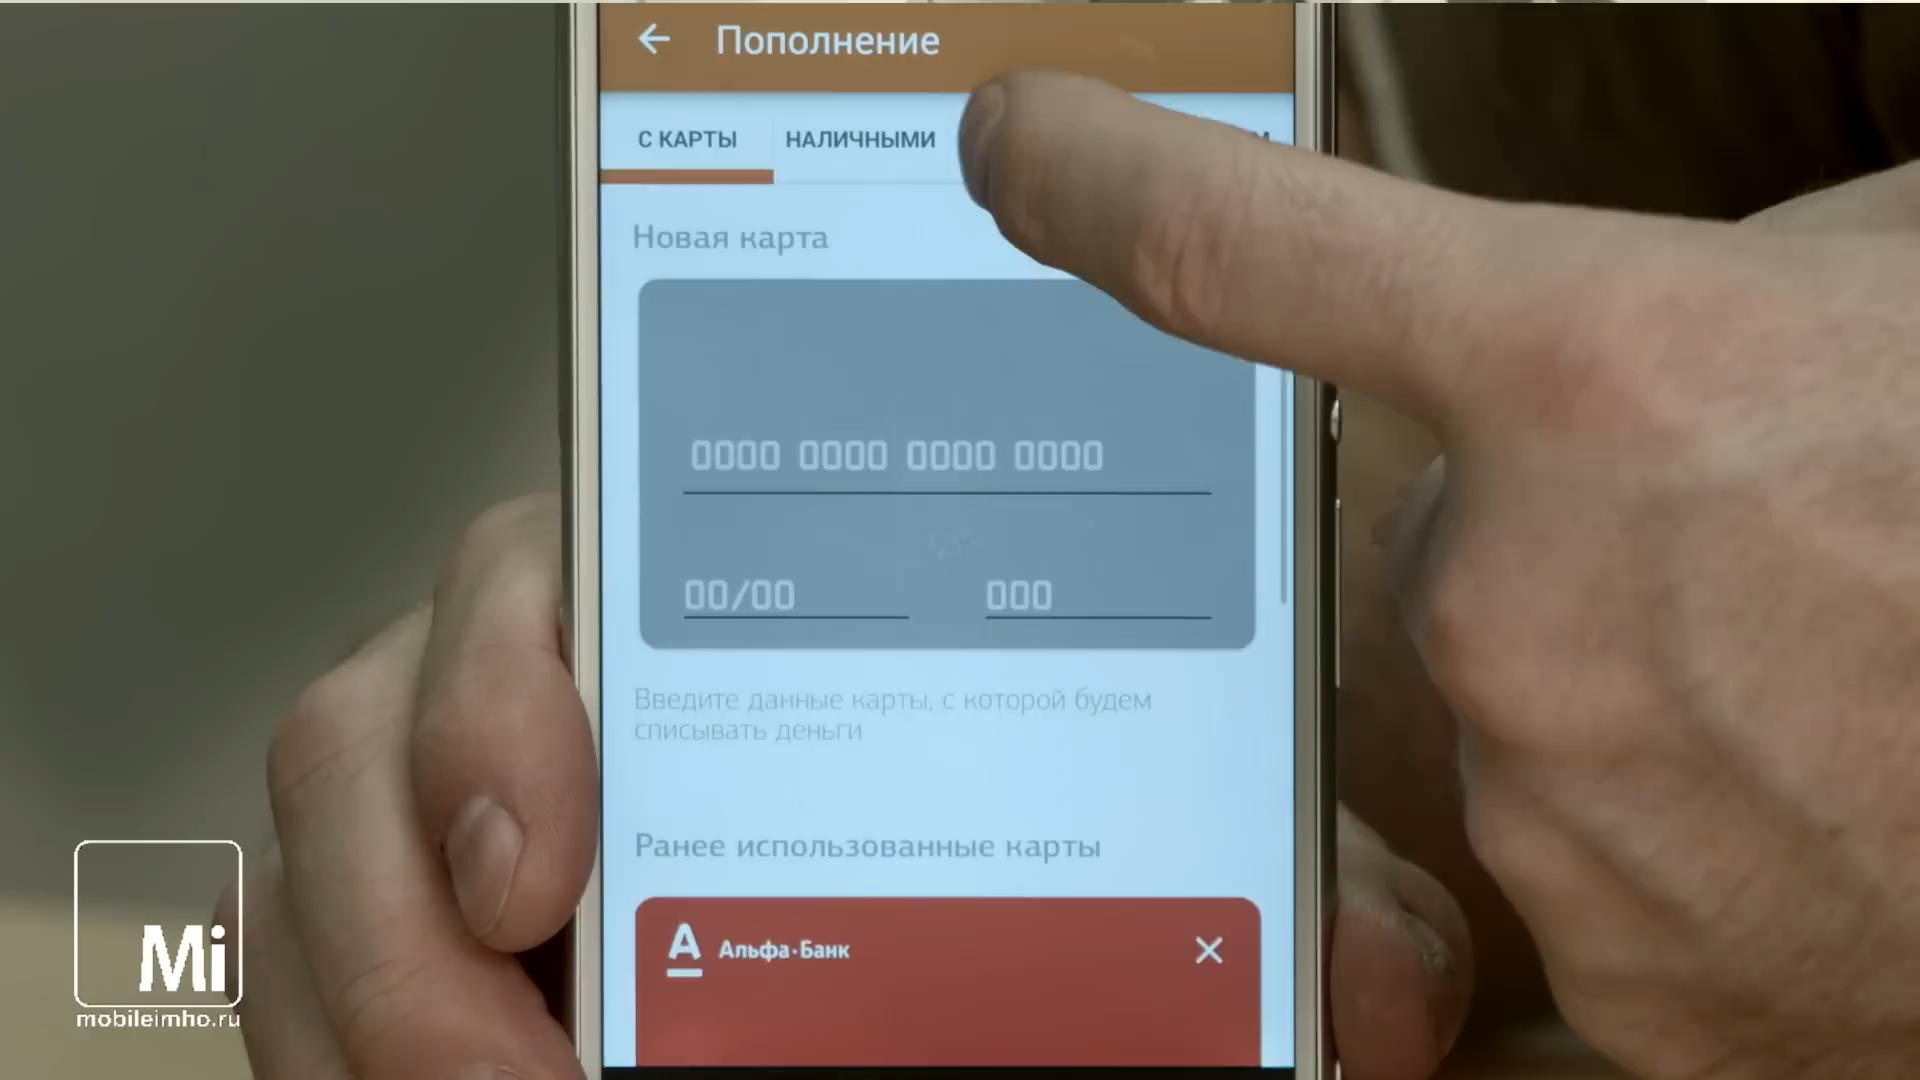 Пополнение
С КАРТЫ НАЛИЧНЫМИ
Новая карта
0000 0000 0000 0000
00/00 000
Введите данные карты, с которой будем
списывать деньги
Ранее использованные карты
А Альфа·Банк
Mi
mobileimho.ru